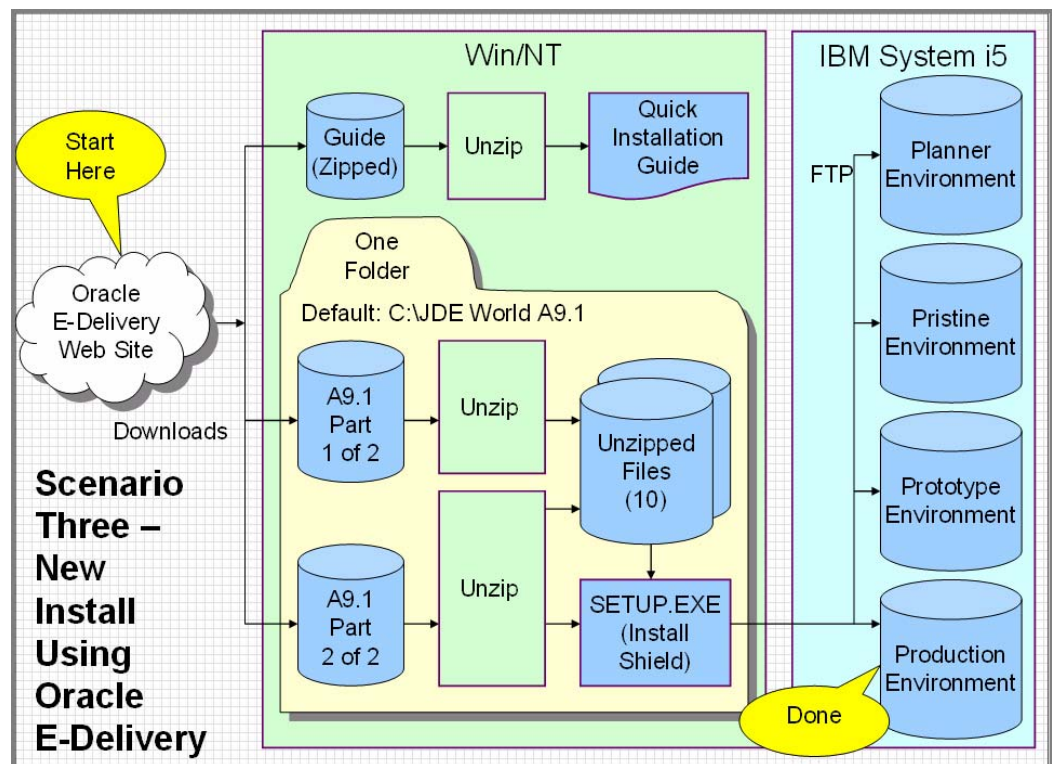 Win/NT
IBM System i5
Start
Here
Guide
(Zipped)
Unzip
Quick
Installation
Guide
FTP
Planner
Environment
One
Folder
Default: C:\JDE World A9.1
Oracle
E-Delivery
Web Site
Downloads
A9.1
Part
1 of 2
Unzip
Unzipped
Files
(10)
Pristine
Environment
Prototype
Environment
Scenario
Three –
New
Install
Using
Oracle
E-Delivery
A9.1
Part
2 of 2
Unzip
SETUP.EXE
(Install
Shield)
Production
Environment
Done